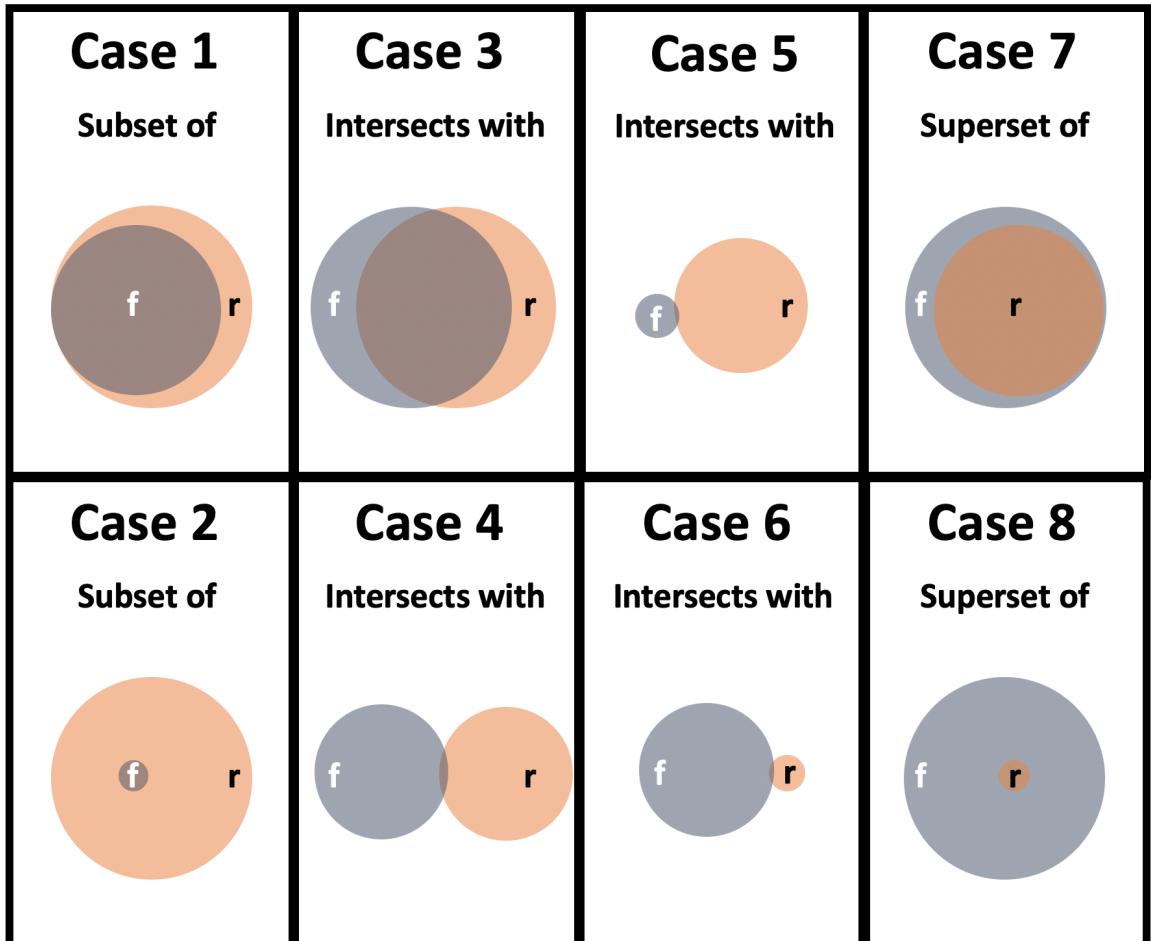 Case 1
Subset of
f r
Case 3
Intersects with
f r
Case 5
Intersects with
f r
Case 7
Superset of
f r
Case 2
Subset of
f r
Case 4
Intersects with
f r
Case 6
Intersects with
f r
Case 8
Superset of
f r